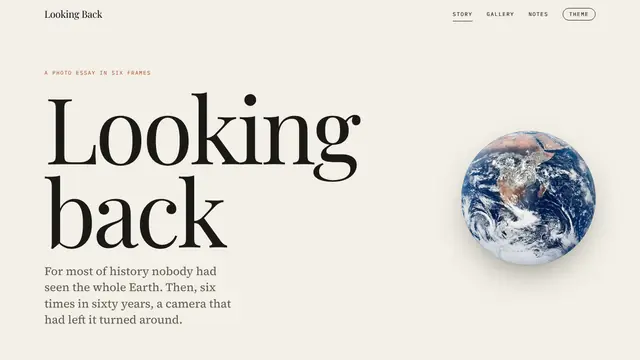 Looking Back
STORY GALLERY NOTES THEME
A PHOTO ESSAY IN SIX FRAMES
Looking
back
For most of history nobody had
seen the whole Earth. Then, six
times in sixty years, a camera that
had left it turned around.